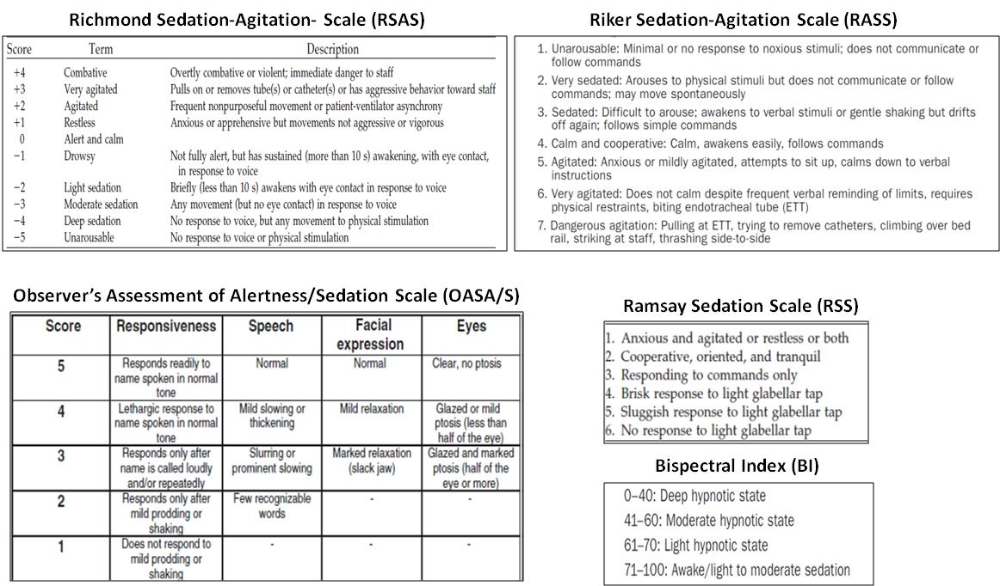 Richmond Sedation-Agitation- Scale (RSAS)
Score Term Description
+4 Combative Overtly combative or violent; immediate danger to staff
+3 Very agitated Pulls on or removes tube(s) or catheter(s) or has aggressive behavior toward staff
+2 Agitated Frequent nonpurposeful movement or patient-ventilator asynchrony
+1 Restless Anxious or apprehensive but movements not aggressive or vigorous
0 Alert and calm
−1 Drowsy Not fully alert, but has sustained (more than 10 s) awakening, with eye contact,
in response to voice
−2 Light sedation Briefly (less than 10 s) awakens with eye contact in response to voice
−3 Moderate sedation Any movement (but no eye contact) in response to voice
−4 Deep sedation No response to voice, but any movement to physical stimulation
−5 Unarousable No response to voice or physical stimulation
Riker Sedation-Agitation Scale (RASS)
1. Unarousable: Minimal or no response to noxious stimuli; does not communicate or
follow commands
2. Very sedated: Arouses to physical stimuli but does not communicate or follow
commands; may move spontaneously
3. Sedated: Difficult to arouse; awakens to verbal stimuli or gentle shaking but drifts
off again; follows simple commands
4. Calm and cooperative: Calm, awakens easily, follows commands
5. Agitated: Anxious or mildly agitated, attempts to sit up, calms down to verbal
instructions
6. Very agitated: Does not calm despite frequent verbal reminding of limits, requires
physical restraints, biting endotracheal tube (ETT)
7. Dangerous agitation: Pulling at ETT, trying to remove catheters, climbing over bed
rail, striking at staff, thrashing side-to-side
Observer's Assessment of Alertness/Sedation Scale (OASA/S)
Score Responsiveness Speech Facial Eyes
expression
5 Responds readily to Normal Normal Clear, no ptosis
name spoken in normal
tone
4 Lethargic response to Mild slowing or Mild relaxation Glazed or mild
name spoken in normal thickening ptosis (less than
tone half of the eye)
3 Responds only after Slurring or Marked relaxation Glazed and marked
name is called loudly prominent slowing (slack jaw) ptosis (half of the
and/or repeatedly eye or more)
2 Responds only after Few recognizable - -
mild prodding or words
shaking
1 Does not respond to - - -
mild prodding or
shaking
Ramsay Sedation Scale (RSS)
1. Anxious and agitated or restless or both
2. Cooperative, oriented, and tranquil
3. Responding to commands only
4. Brisk response to light glabellar tap
5. Sluggish response to light glabellar tap
6. No response to light glabellar tap
Bispectral Index (BI)
0–40: Deep hypnotic state
41–60: Moderate hypnotic state
61–70: Light hypnotic state
71–100: Awake/light to moderate sedation